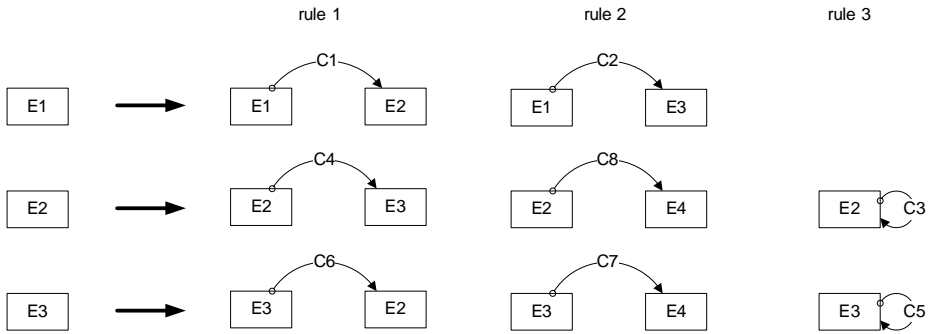 rule 1 rule 2 rule 3
C1 C2
E1 E1 E2 E1 E3
C4 C8
E2 E2 E3 E2 E4 E2 C3
C6 C7
E3 E3 E2 E3 E4 E3 C5